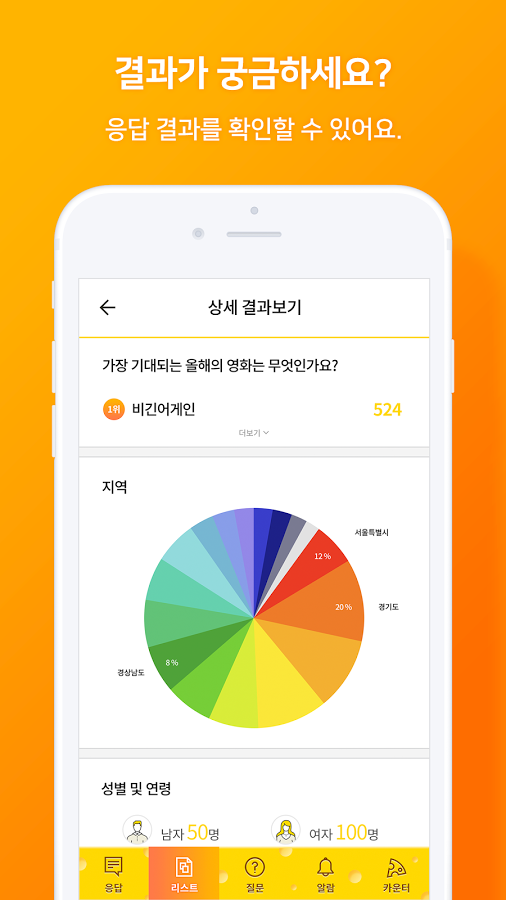 결과가 궁금하세요?
응답 결과를 확인할 수 있어요.
상세 결과보기
가장 기대되는 올해의 영화는 무엇인가요?
1위 비긴어게인 524
더보기
지역
서울특별시
12 %
20 % 경기도
8 %
경상남도
성별 및 연령
남자 50명 여자 100명
응답 리스트 질문 알람 카운터